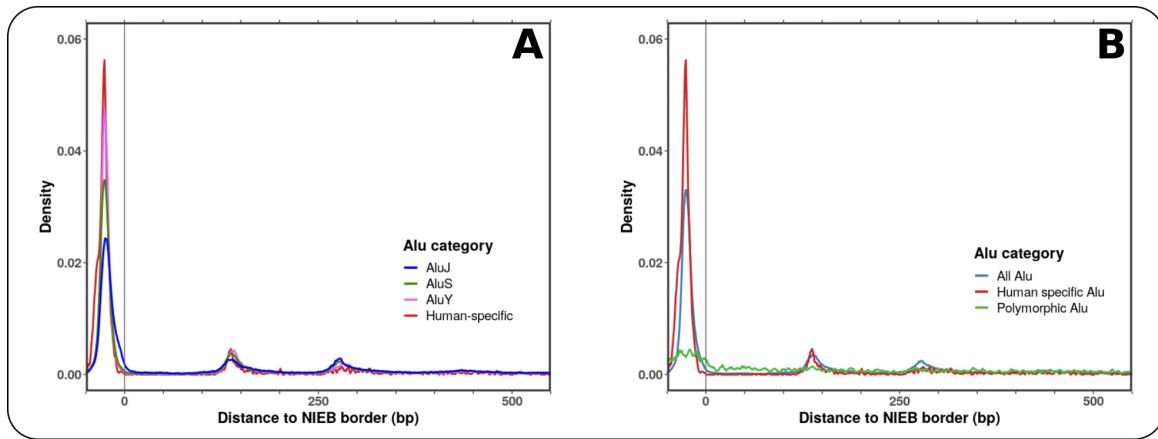 A
0.06
0.04
0.02
0.00
Density
Alu category
AluJ
AluS
AluY
Human-specific
0
250
500
Distance to NIEB border (bp)
B
0.06
0.04
0.02
0.00
Density
Alu category
All Alu
Human specific Alu
Polymorphic Alu
0
250
500
Distance to NIEB border (bp)